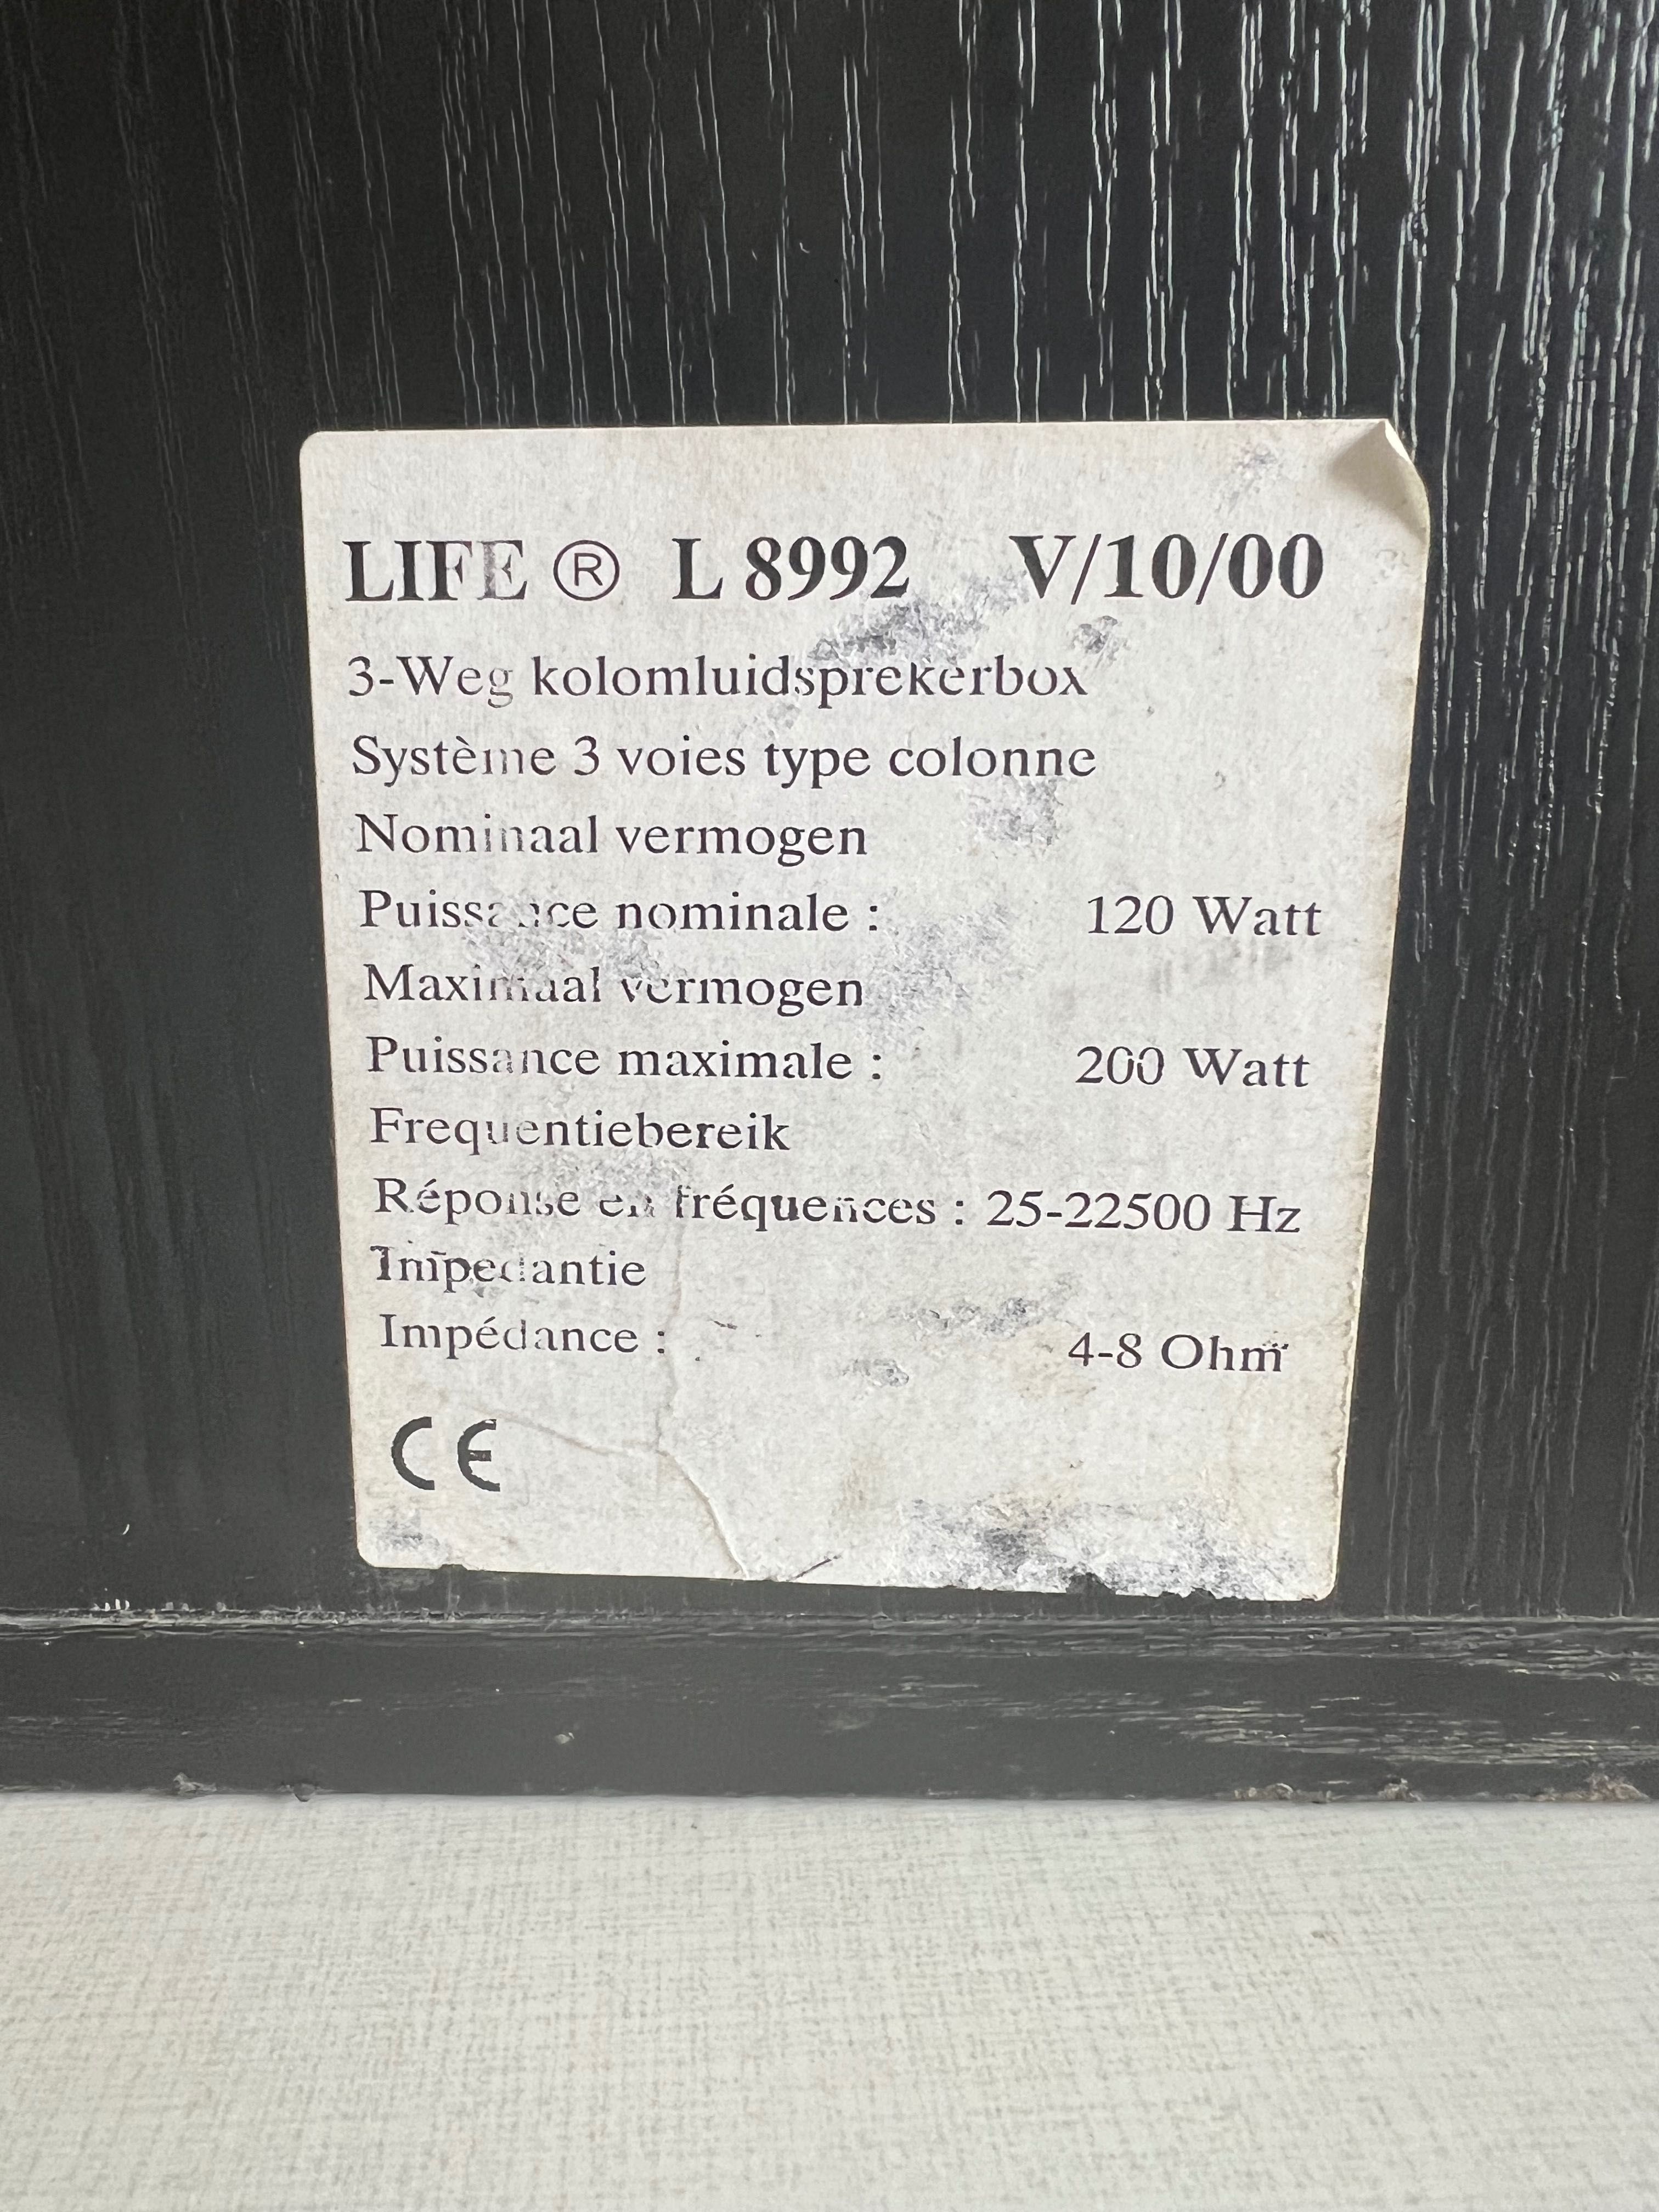 LIFE ® L 8992 V/10/00
3-Weg kolomluidsprekerbox
Système 3 voies type colonne
Nominaal vermogen
Puissance nominale : 120 Watt
Maximaal vermogen
Puissance maximale : 200 Watt
Frequentiebereik
Réponse en fréquences : 25-22500 Hz
Impedantie
Impédance : 4-8 Ohm
CE